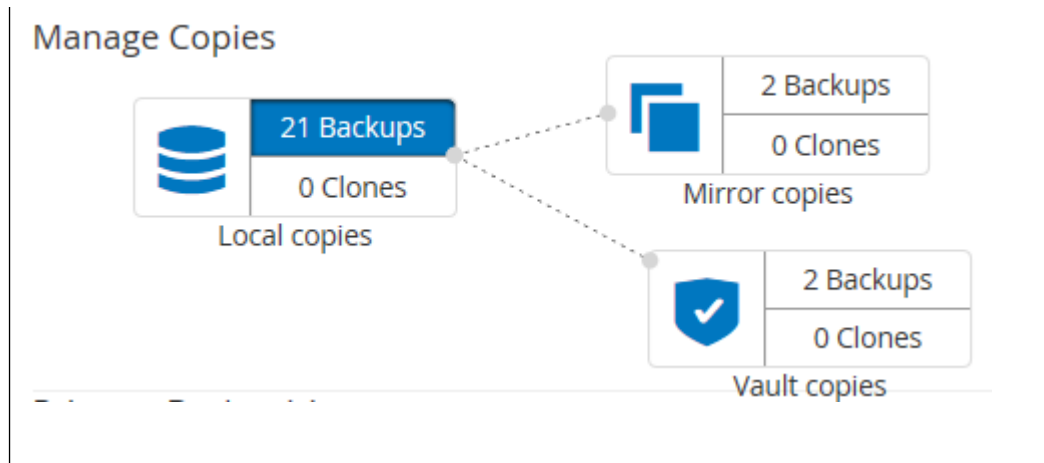 Manage Copies
21 Backups
0 Clones
Local copies
2 Backups
0 Clones
Mirror copies
2 Backups
0 Clones
Vault copies